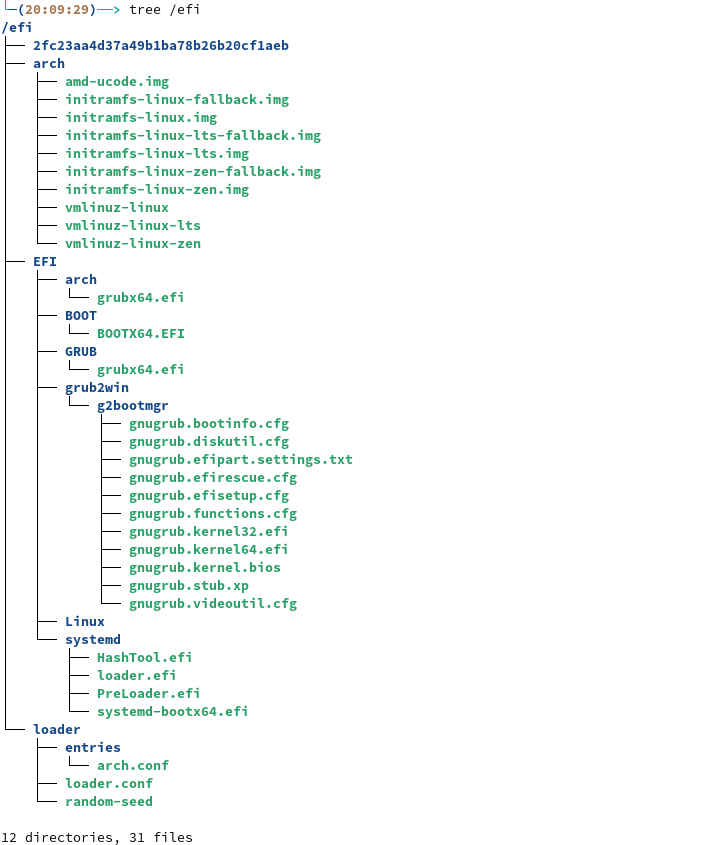 └─(20:09:29)──> tree /efi
/efi
├── 2fc23aa4d37a49b1ba78b26b20cf1aeb
├── arch
│   ├── amd-ucode.img
│   ├── initramfs-linux-fallback.img
│   ├── initramfs-linux.img
│   ├── initramfs-linux-lts-fallback.img
│   ├── initramfs-linux-lts.img
│   ├── initramfs-linux-zen-fallback.img
│   ├── initramfs-linux-zen.img
│   ├── vmlinuz-linux
│   ├── vmlinuz-linux-lts
│   └── vmlinuz-linux-zen
├── EFI
│   ├── arch
│   │   └── grubx64.efi
│   ├── BOOT
│   │   └── BOOTX64.EFI
│   ├── GRUB
│   │   └── grubx64.efi
│   ├── grub2win
│   │   └── g2bootmgr
│   │       ├── gnugrub.bootinfo.cfg
│   │       ├── gnugrub.diskutil.cfg
│   │       ├── gnugrub.efipart.settings.txt
│   │       ├── gnugrub.efirescue.cfg
│   │       ├── gnugrub.efisetup.cfg
│   │       ├── gnugrub.functions.cfg
│   │       ├── gnugrub.kernel32.efi
│   │       ├── gnugrub.kernel64.efi
│   │       ├── gnugrub.kernel.bios
│   │       ├── gnugrub.stub.xp
│   │       └── gnugrub.videoutil.cfg
│   ├── Linux
│   └── systemd
│       ├── HashTool.efi
│       ├── loader.efi
│       ├── PreLoader.efi
│       └── systemd-bootx64.efi
└── loader
    ├── entries
    │   └── arch.conf
    ├── loader.conf
    └── random-seed
12 directories, 31 files